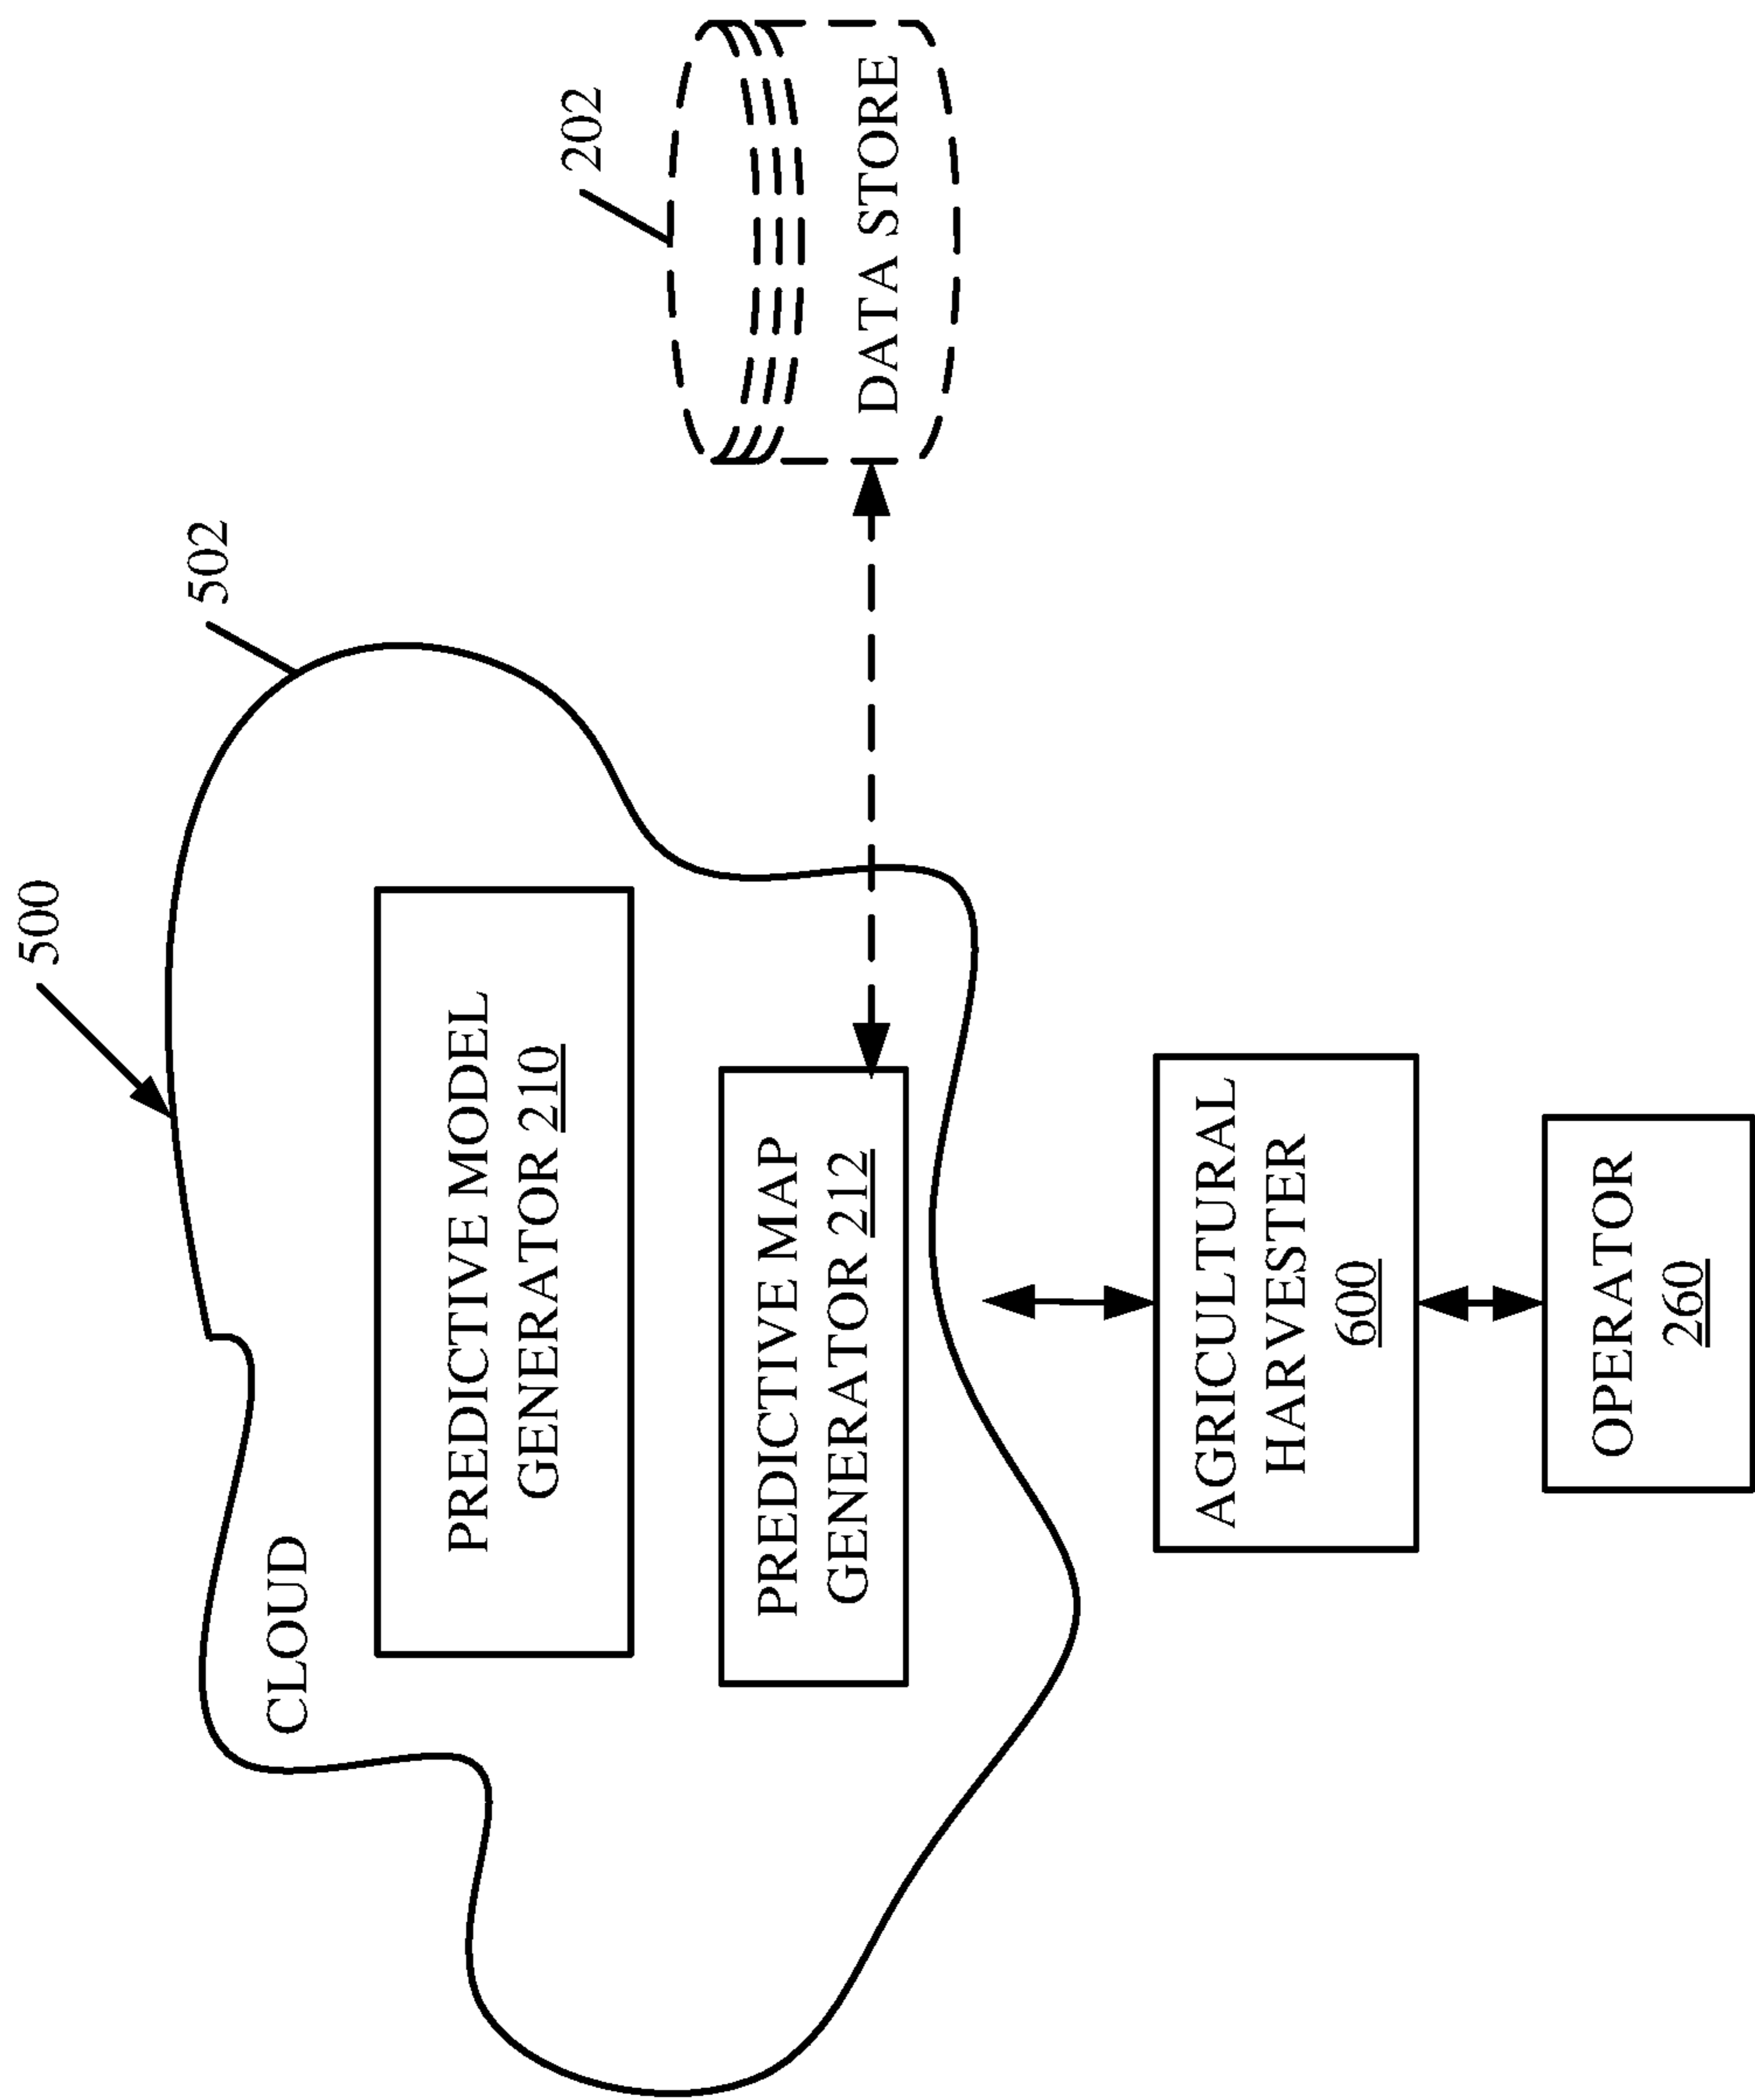 500
502
CLOUD
PREDICTIVE MODEL
GENERATOR 210
202
PREDICTIVE MAP
GENERATOR 212
DATA STORE
AGRICULTURAL
HARVESTER
600
OPERATOR
260